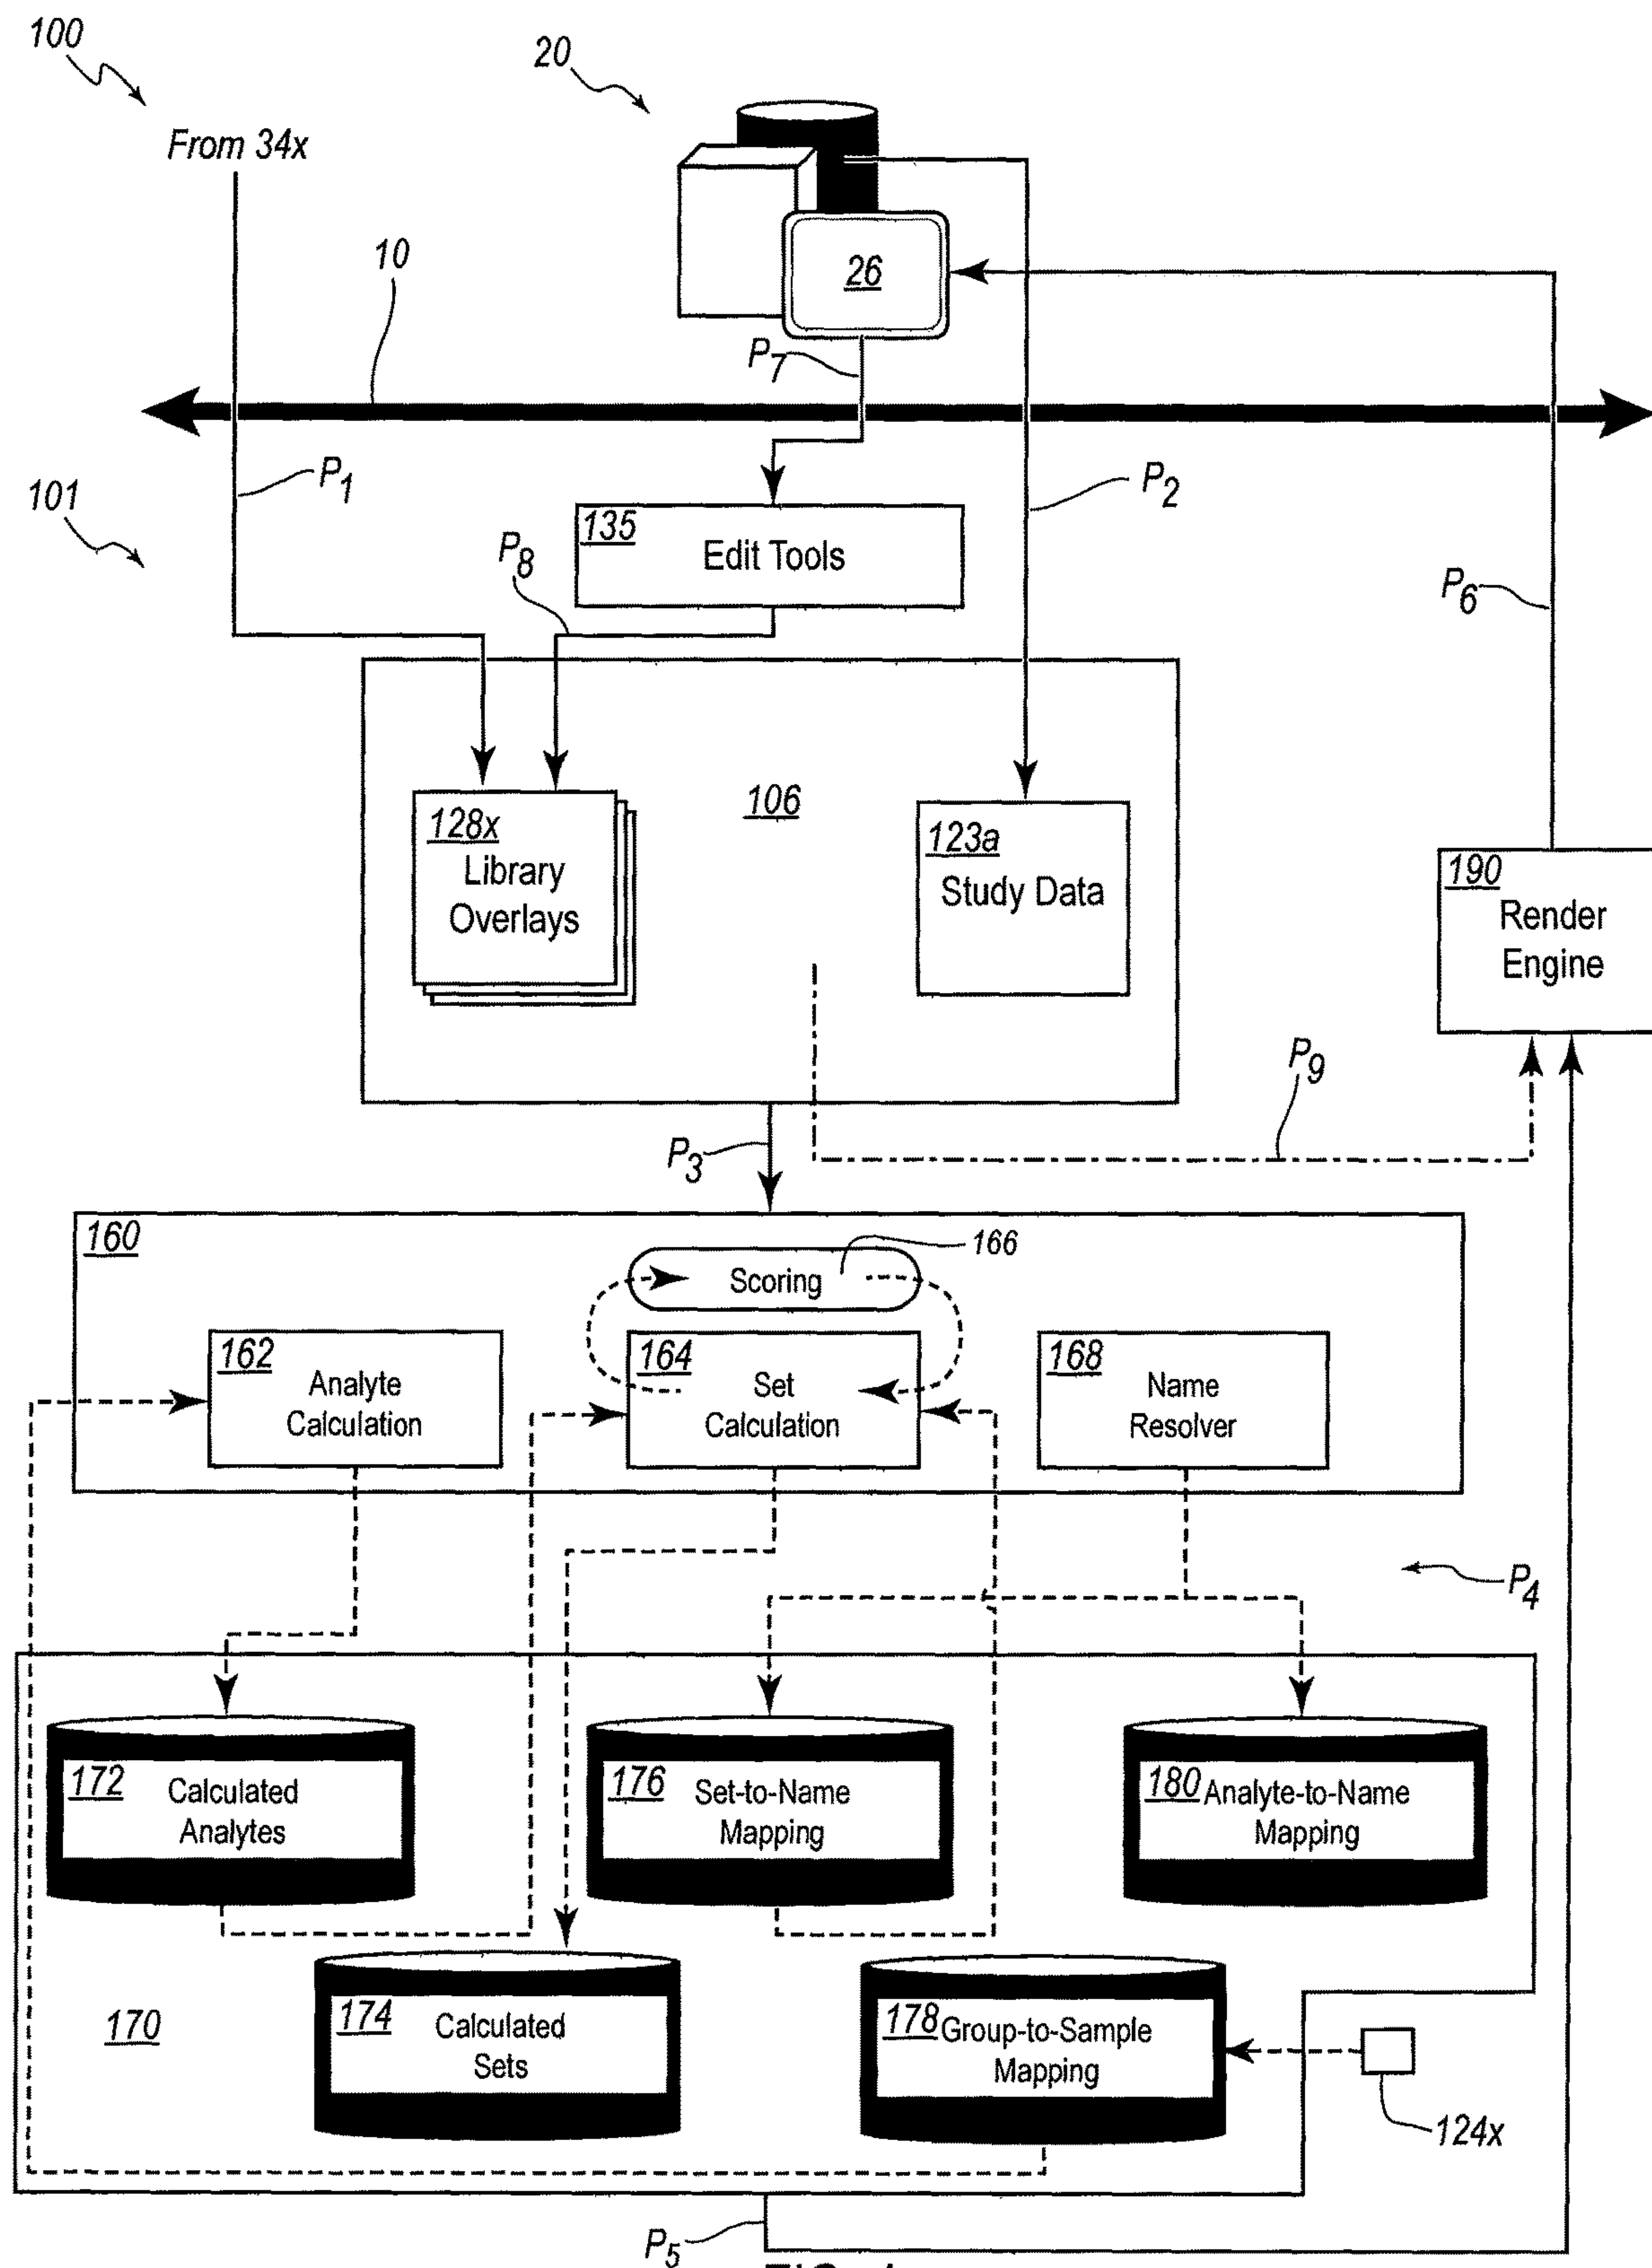 100
20
From 34x
10
26
P7
P1
P2
101
135
Edit Tools
P8
P6
106
128x
Library
Overlays
123a
Study Data
190
Render
Engine
P9
P3
160
166
Scoring
162
Analyte
Calculation
164
Set
Calculation
168
Name
Resolver
P4
172
Calculated
Analytes
176
Set-to-Name
Mapping
180
Analyte-to-Name
Mapping
170
174
Calculated
Sets
178
Group-to-Sample
Mapping
124x
P5